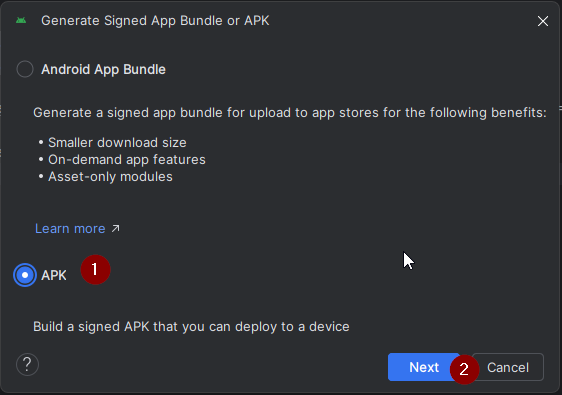 Generate Signed App Bundle or APK
Android App Bundle
Generate a signed app bundle for upload to app stores for the following benefits:
• Smaller download size
• On-demand app features
• Asset-only modules
Learn more ↗
APK 1
Build a signed APK that you can deploy to a device
? Next 2 Cancel